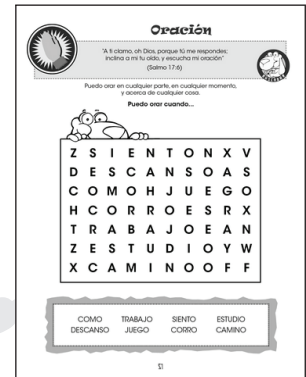 Oración
"A ti clamo, oh Dios, porque tú me respondes;
inclina a mi tu oído, y escucha mi oración"
(Salmo 17:6)
Puedo orar en cualquier parte, en cualquier momento,
y acerca de cualquier cosa.
Puedo orar cuando...
Z S I E N T O N X V
D E S C A N S O A S
C O M O H J U E G O
H C O R R O E S R X
T R A B A J O E A N
Z E S T U D I O Y W
X C A M I N O O F F
COMO TRABAJO SIENTO ESTUDIO
DESCANSO JUEGO CORRO CAMINO